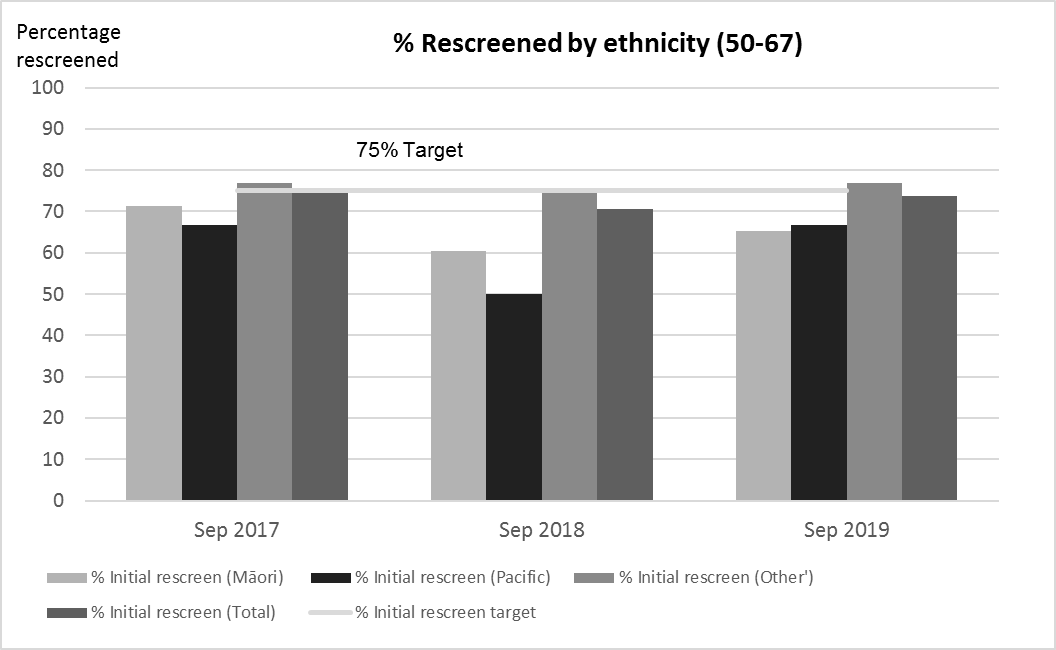 Percentage
rescreened
% Rescreened by ethnicity (50-67)
100
90
80
70
60
50
40
30
20
10
0
75% Target
Sep 2017
Sep 2018
Sep 2019
% Initial rescreen (Māori)
% Initial rescreen (Pacific)
% Initial rescreen (Other')
% Initial rescreen (Total)
% Initial rescreen target